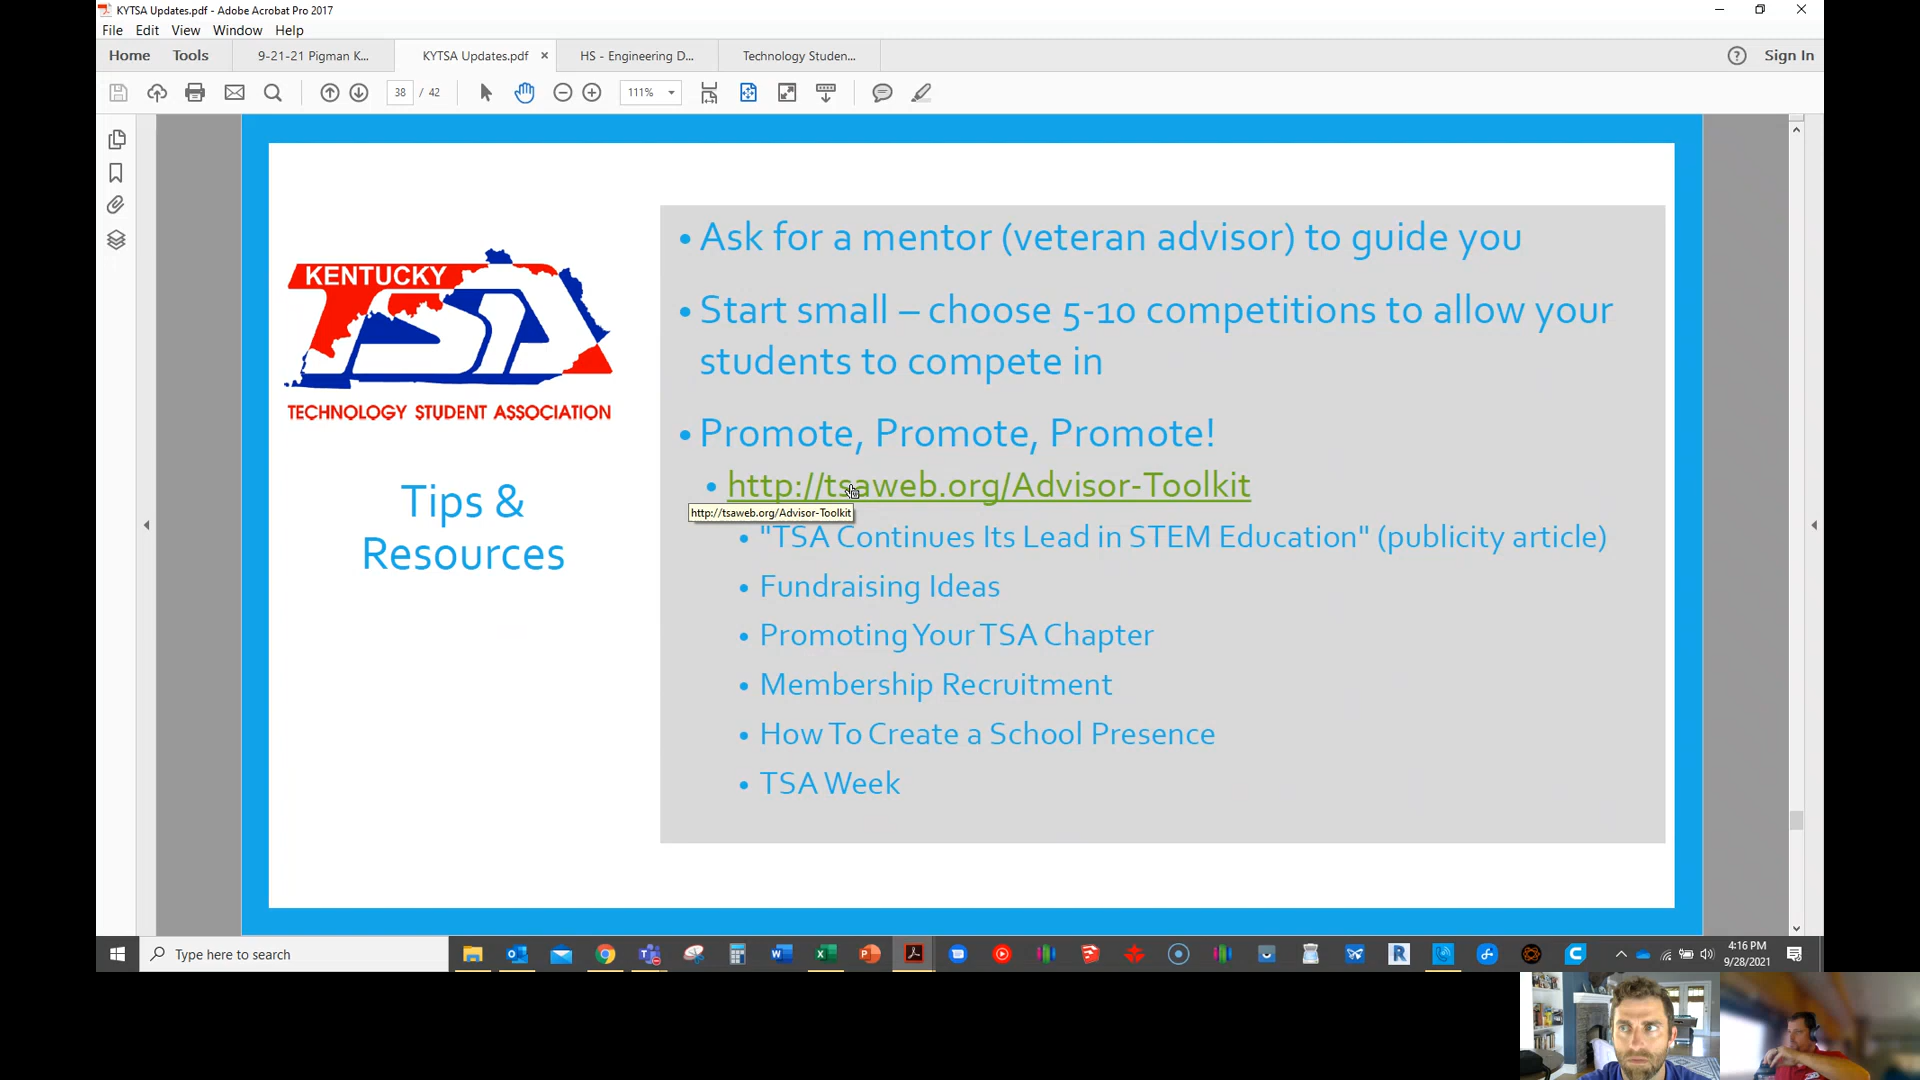 KYTSA Updates.pdf - Adobe Acrobat Pro 2017
File Edit View Window Help
Home Tools 9-21-21 Pigman K... KYTSA Updates.pdf × HS - Engineering D... Technology Studen... Sign In
38 / 42 111%
KENTUCKY
TSA
TECHNOLOGY STUDENT ASSOCIATION
Tips &
Resources
• Ask for a mentor (veteran advisor) to guide you
• Start small – choose 5-10 competitions to allow your
students to compete in
• Promote, Promote, Promote!
• http://tsaweb.org/Advisor-Toolkit
http://tsaweb.org/Advisor-Toolkit
• "TSA Continues Its Lead in STEM Education" (publicity article)
• Fundraising Ideas
• Promoting Your TSA Chapter
• Membership Recruitment
• How To Create a School Presence
• TSA Week
Type here to search
4:16 PM
9/28/2021